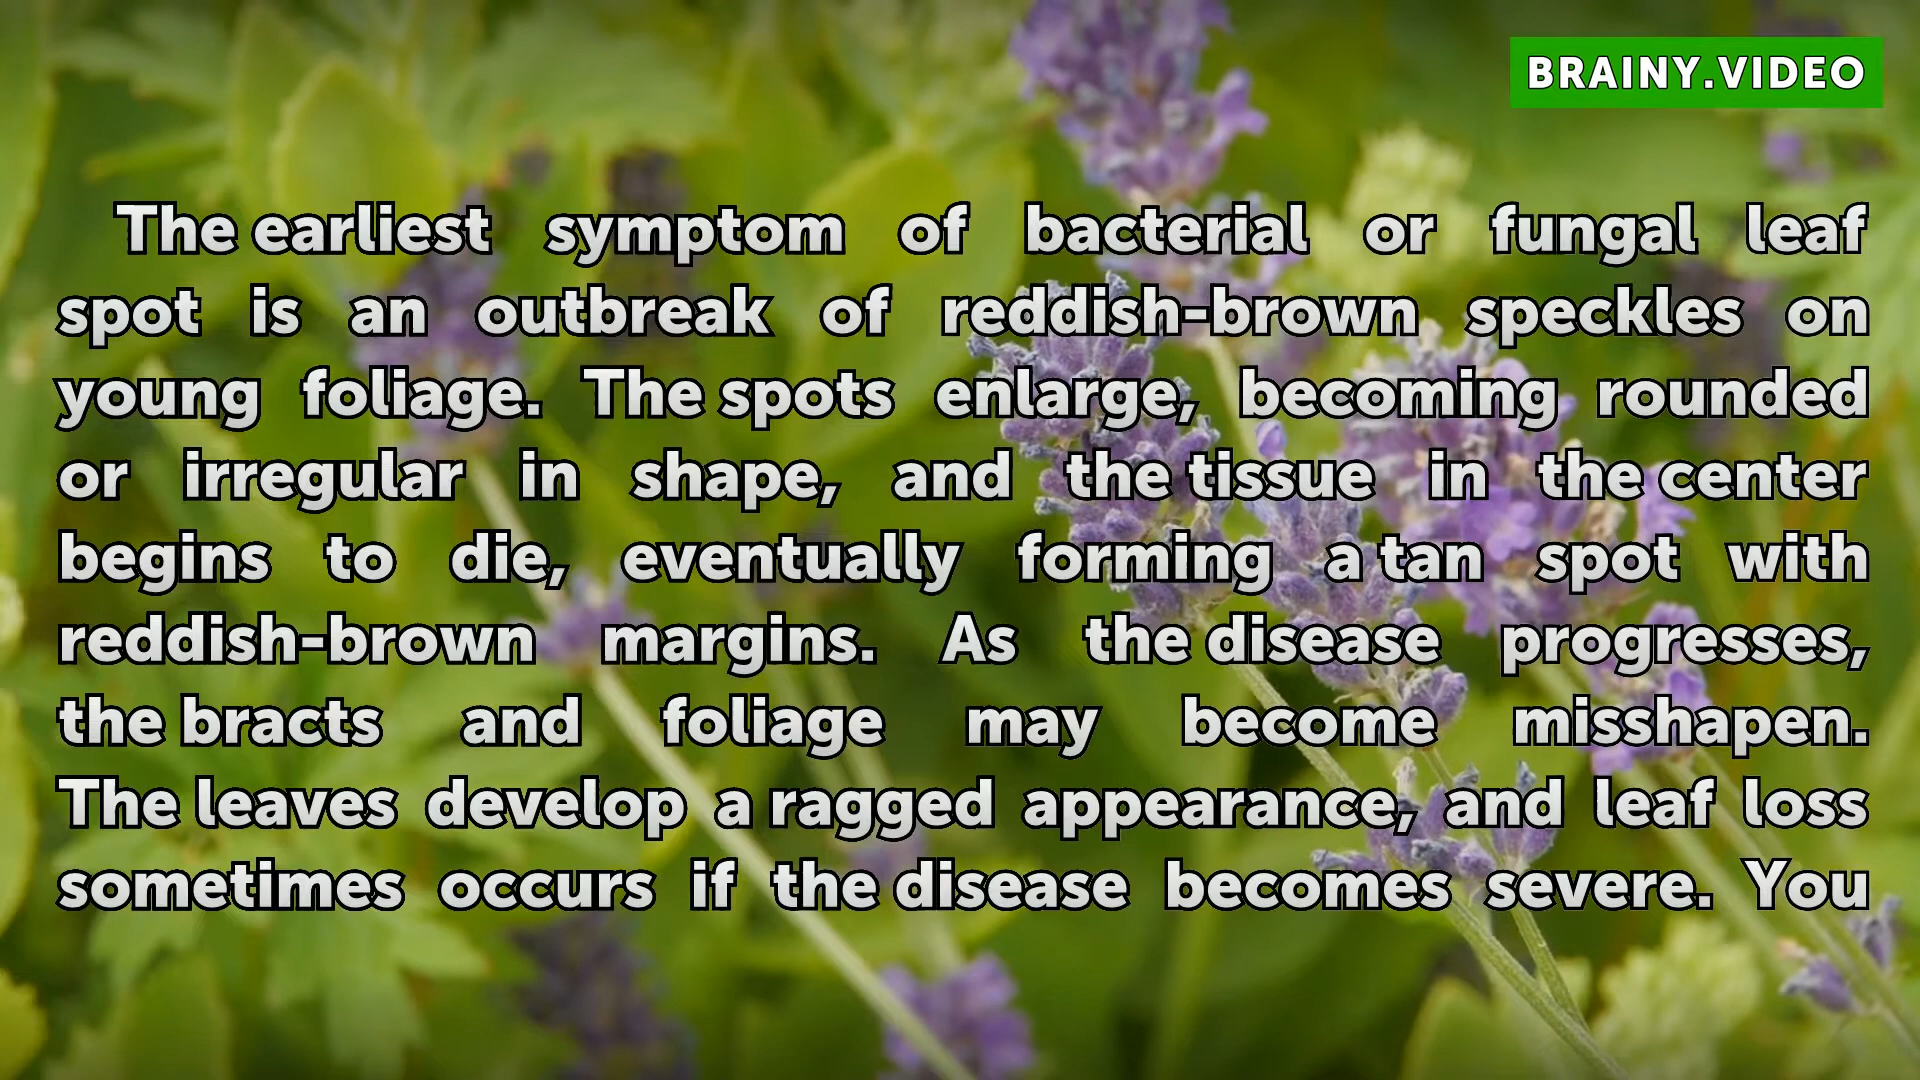 BRAINY.VIDEO
The earliest symptom of bacterial or fungal leaf
spot is an outbreak of reddish-brown speckles on
young foliage. The spots enlarge, becoming rounded
or irregular in shape, and the tissue in the center
begins to die, eventually forming a tan spot with
reddish-brown margins. As the disease progresses,
the bracts and foliage may become misshapen.
The leaves develop a ragged appearance, and leaf loss
sometimes occurs if the disease becomes severe. You